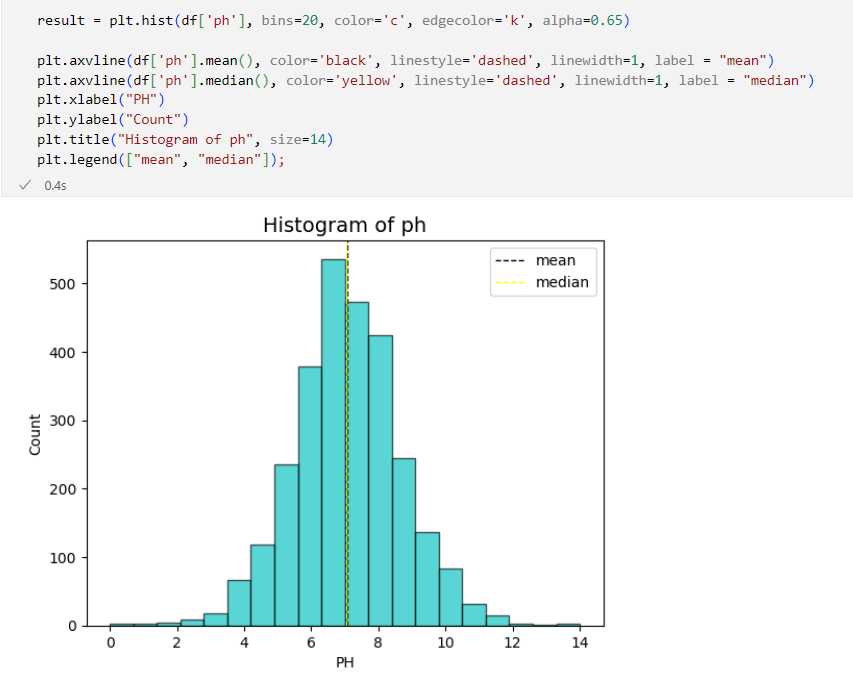 result = plt.hist(df['ph'], bins=20, color='c', edgecolor='k', alpha=0.65)
plt.axvline(df['ph'].mean(), color='black', linestyle='dashed', linewidth=1, label = "mean")
plt.axvline(df['ph'].median(), color='yellow', linestyle='dashed', linewidth=1, label = "median")
plt.xlabel("PH")
plt.ylabel("Count")
plt.title("Histogram of ph", size=14)
plt.legend(["mean", "median"]);
✓ 0.4s
Histogram of ph
mean
median
500
400
300
200
100
0
Count
0 2 4 6 8 10 12 14
PH